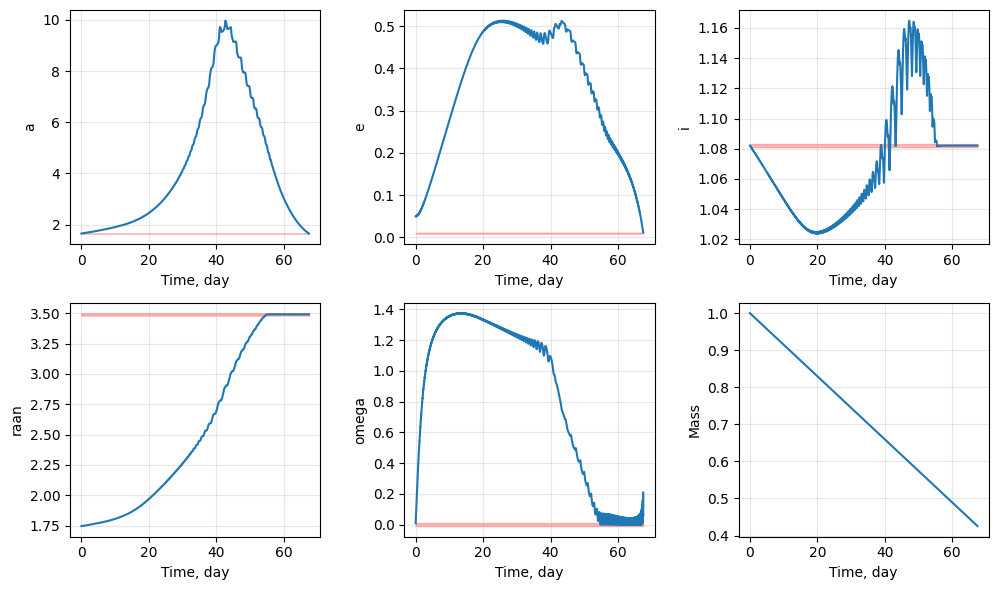 a
10
8
6
4
2
0 20 40 60
Time, day
e
0.5
0.4
0.3
0.2
0.1
0.0
0 20 40 60
Time, day
i
1.16
1.14
1.12
1.10
1.08
1.06
1.04
1.02
0 20 40 60
Time, day
raan
3.50
3.25
3.00
2.75
2.50
2.25
2.00
1.75
0 20 40 60
Time, day
omega
1.4
1.2
1.0
0.8
0.6
0.4
0.2
0.0
0 20 40 60
Time, day
Mass
1.0
0.9
0.8
0.7
0.6
0.5
0.4
0 20 40 60
Time, day